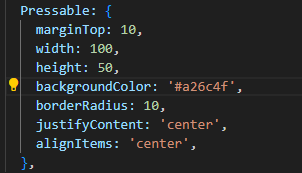 Pressable: {
marginTop: 10,
width: 100,
height: 50,
backgroundColor: '#a26c4f',
borderRadius: 10,
justifyContent: 'center',
alignItems: 'center',
},